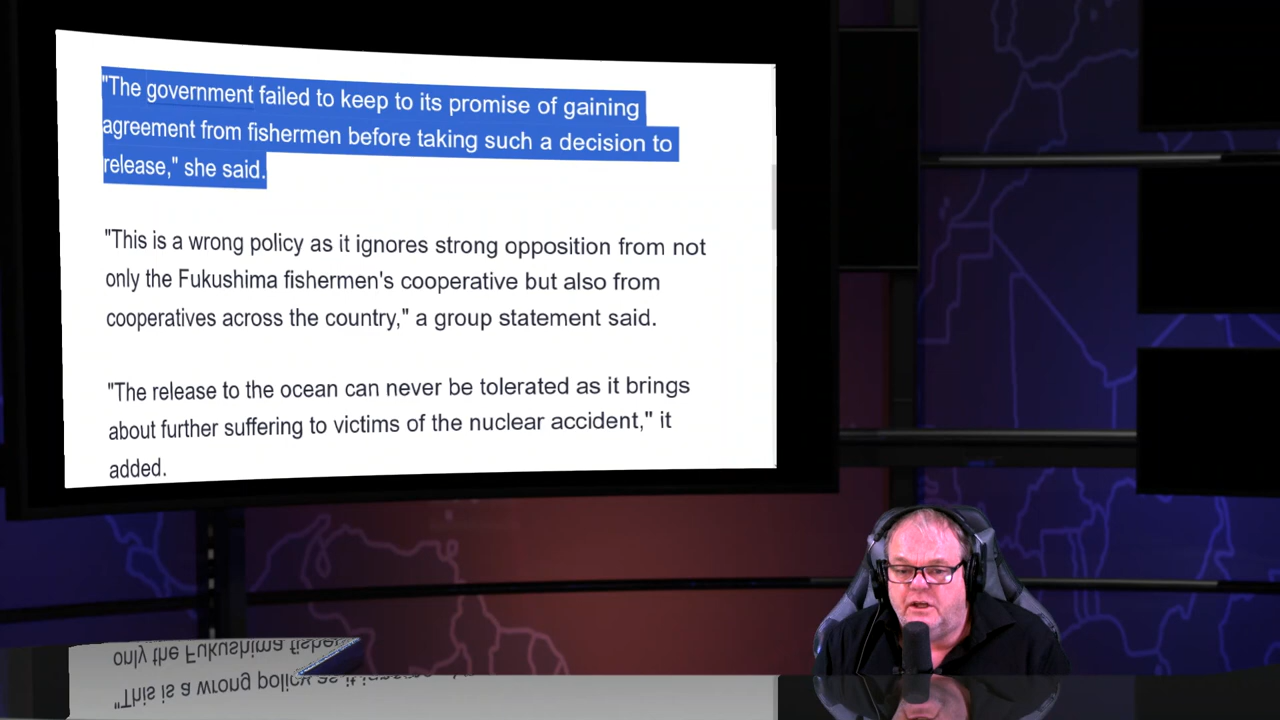 "The government failed to keep to its promise of gaining
agreement from fishermen before taking such a decision to
release," she said.
"This is a wrong policy as it ignores strong opposition from not
only the Fukushima fishermen's cooperative but also from
cooperatives across the country," a group statement said.
"The release to the ocean can never be tolerated as it brings
about further suffering to victims of the nuclear accident," it
added.